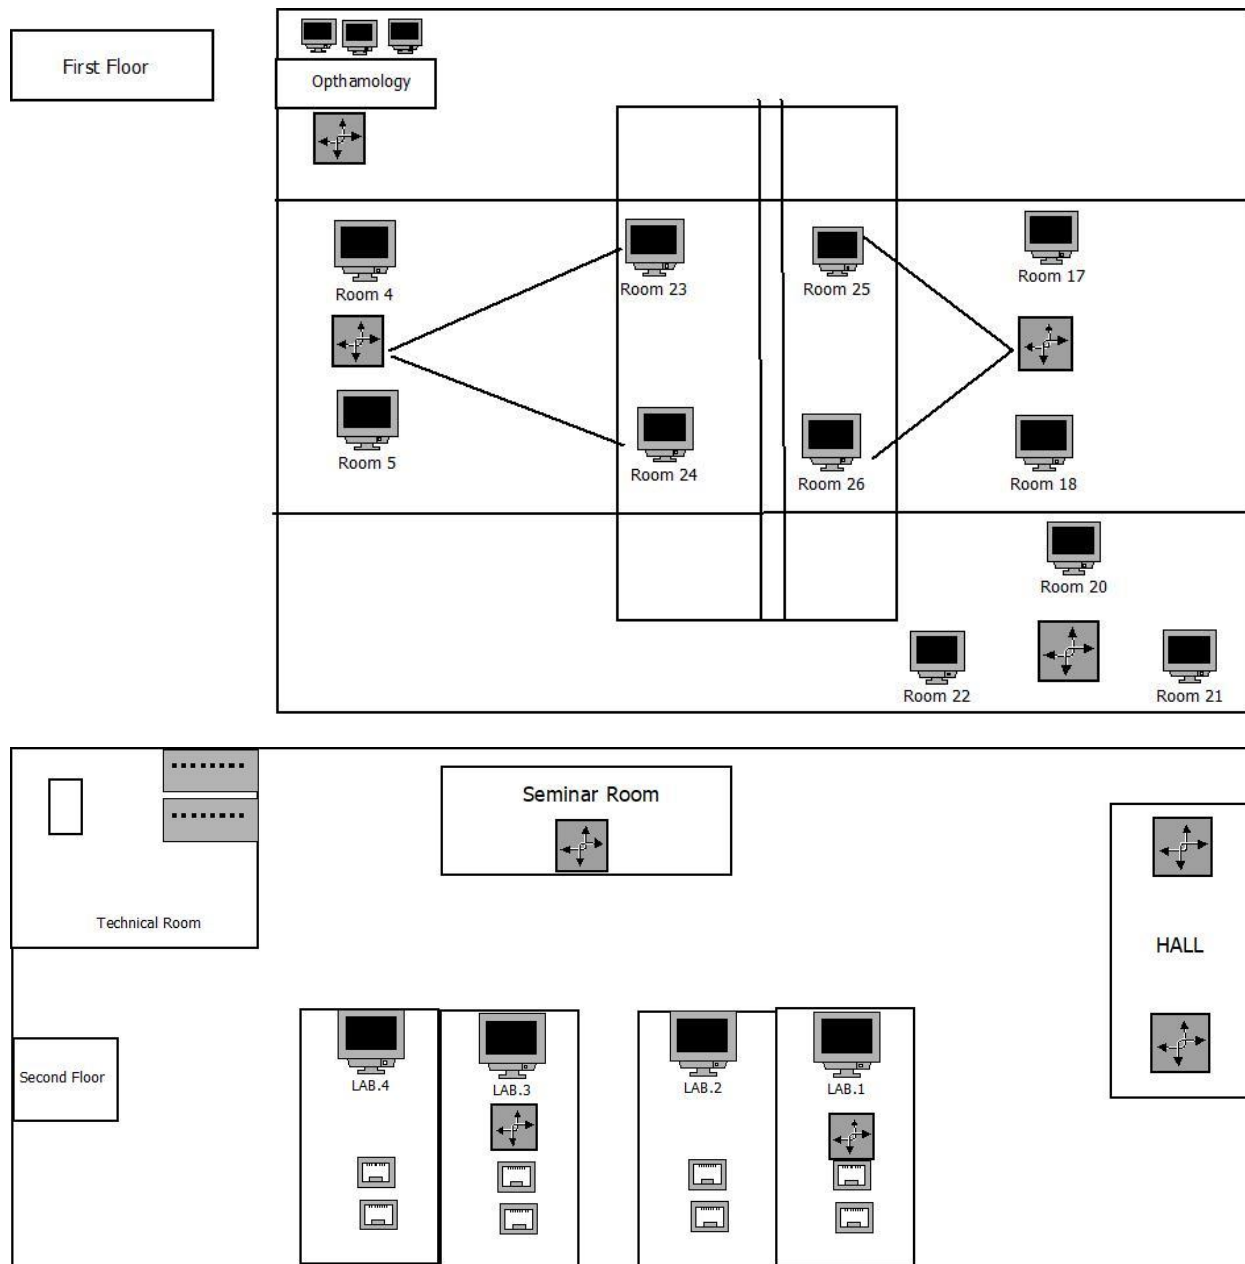 First Floor
Opthamology
Room 4
Room 23
Room 25
Room 17
Room 5
Room 24
Room 26
Room 18
Room 20
Room 22
Room 21
Seminar Room
Technical Room
HALL
Second Floor
LAB.4
LAB.3
LAB.2
LAB.1